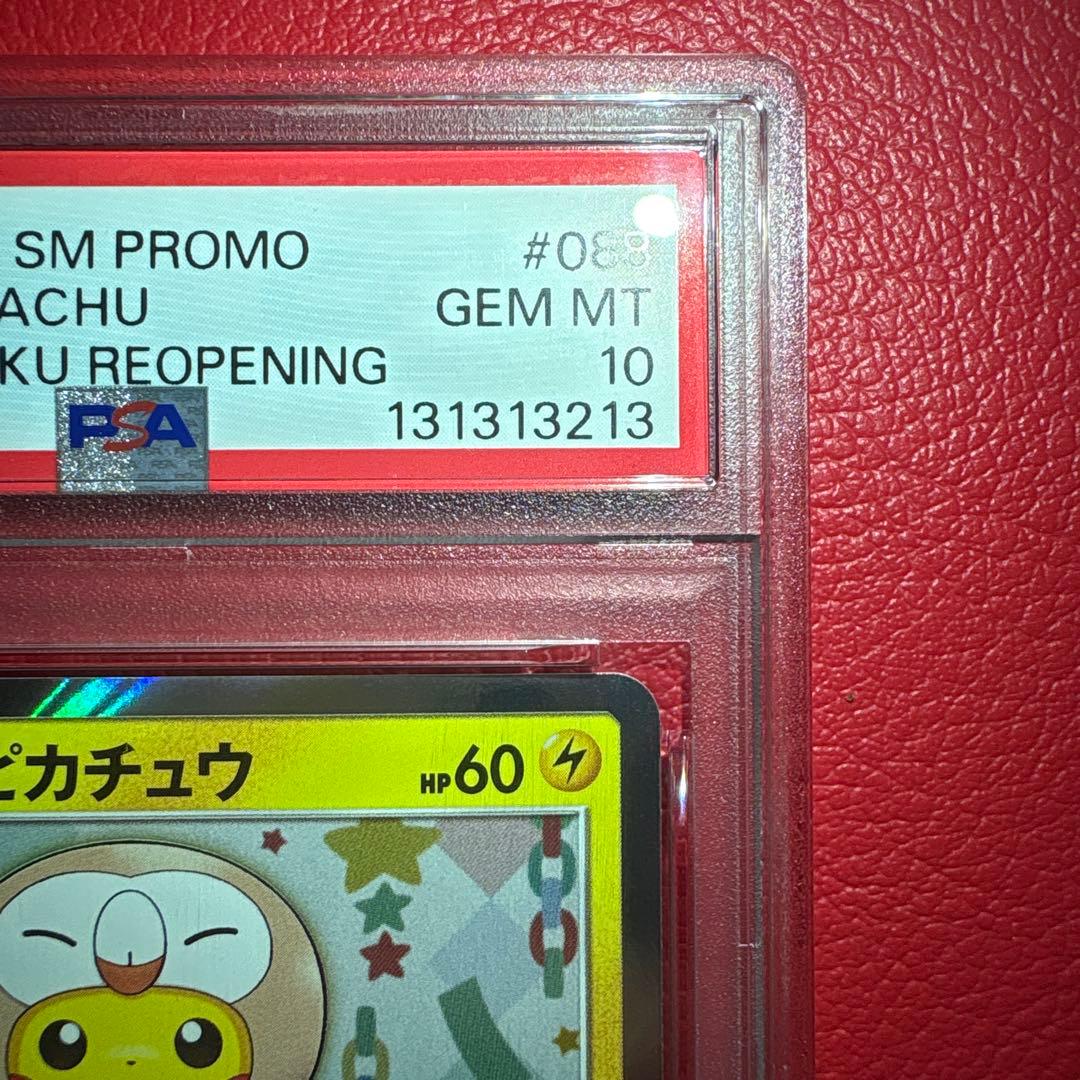 SM PROMO #088
ACHU GEM MT
KU REOPENING 10
PSA 131313213
ピカチュウ HP60